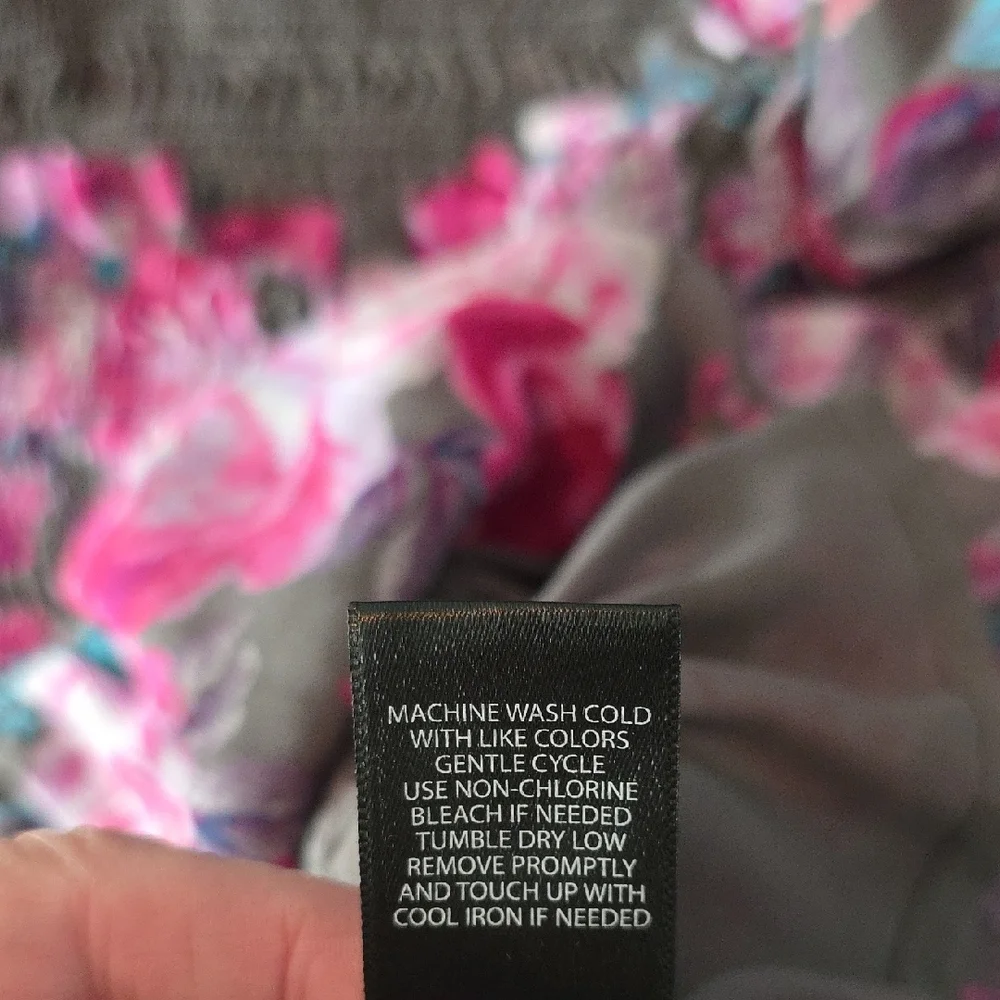 MACHINE WASH COLD
WITH LIKE COLORS
GENTLE CYCLE
USE NON-CHLORINE
BLEACH IF NEEDED
TUMBLE DRY LOW
REMOVE PROMPTLY
AND TOUCH UP WITH
COOL IRON IF NEEDED